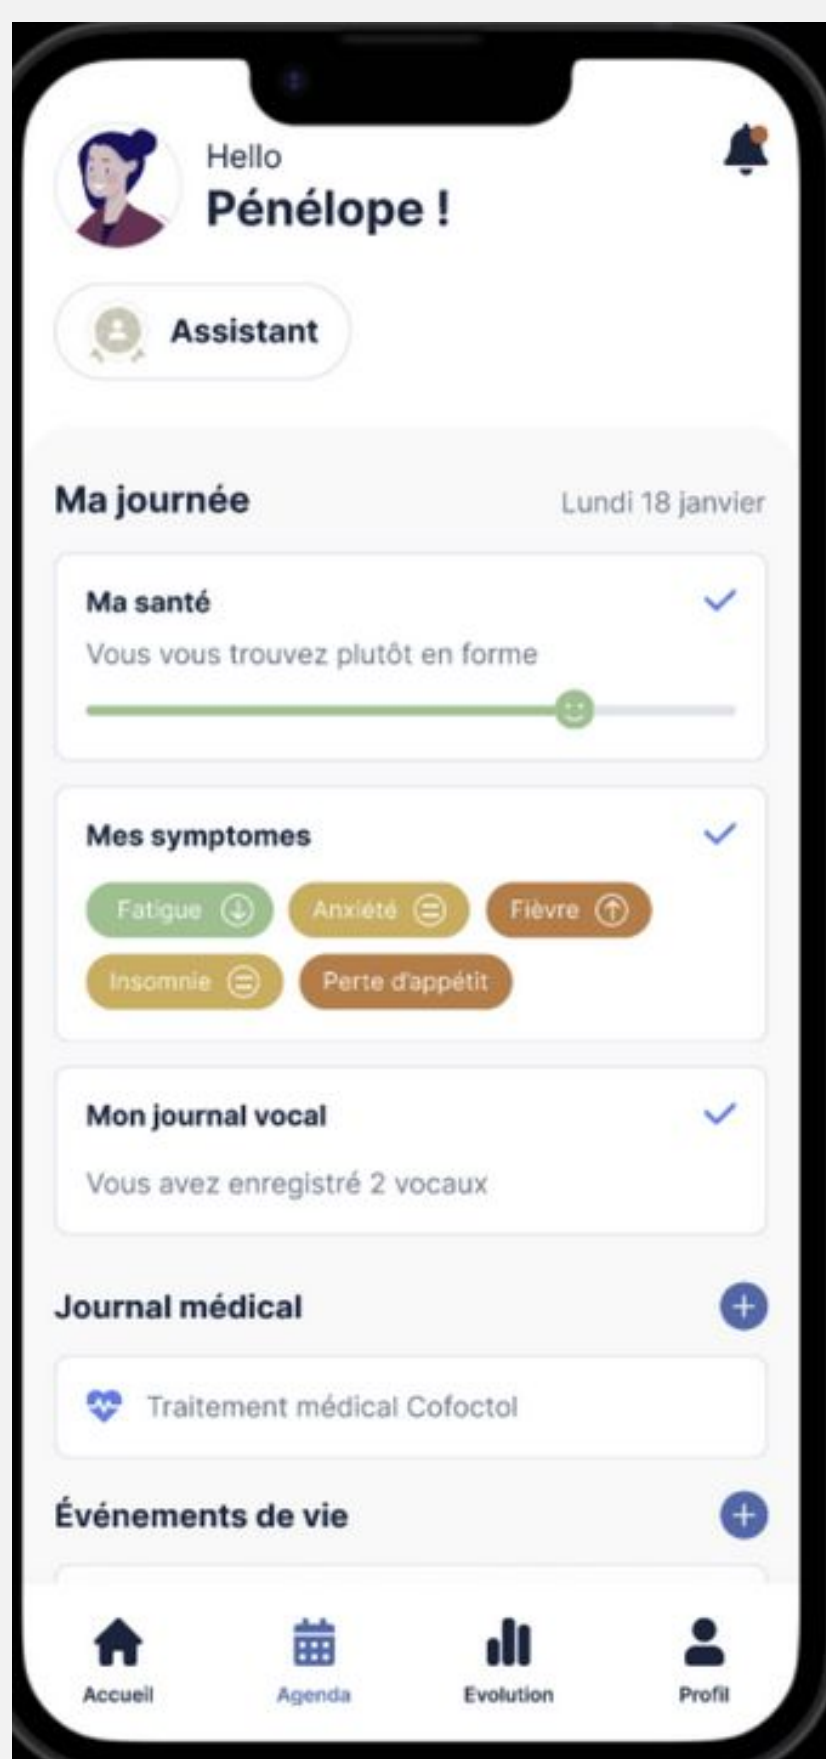 Hello
Pénélope !
Assistant
Ma journée
Lundi 18 janvier
Ma santé
Vous vous trouvez plutôt en forme
Mes symptomes
Fatigue
Anxiété
Fièvre
Insomnie
Perte d'appétit
Mon journal vocal
Vous avez enregistré 2 vocaux
Journal médical
Traitement médical Cofoctol
Événements de vie
Accueil
Agenda
Evolution
Profil